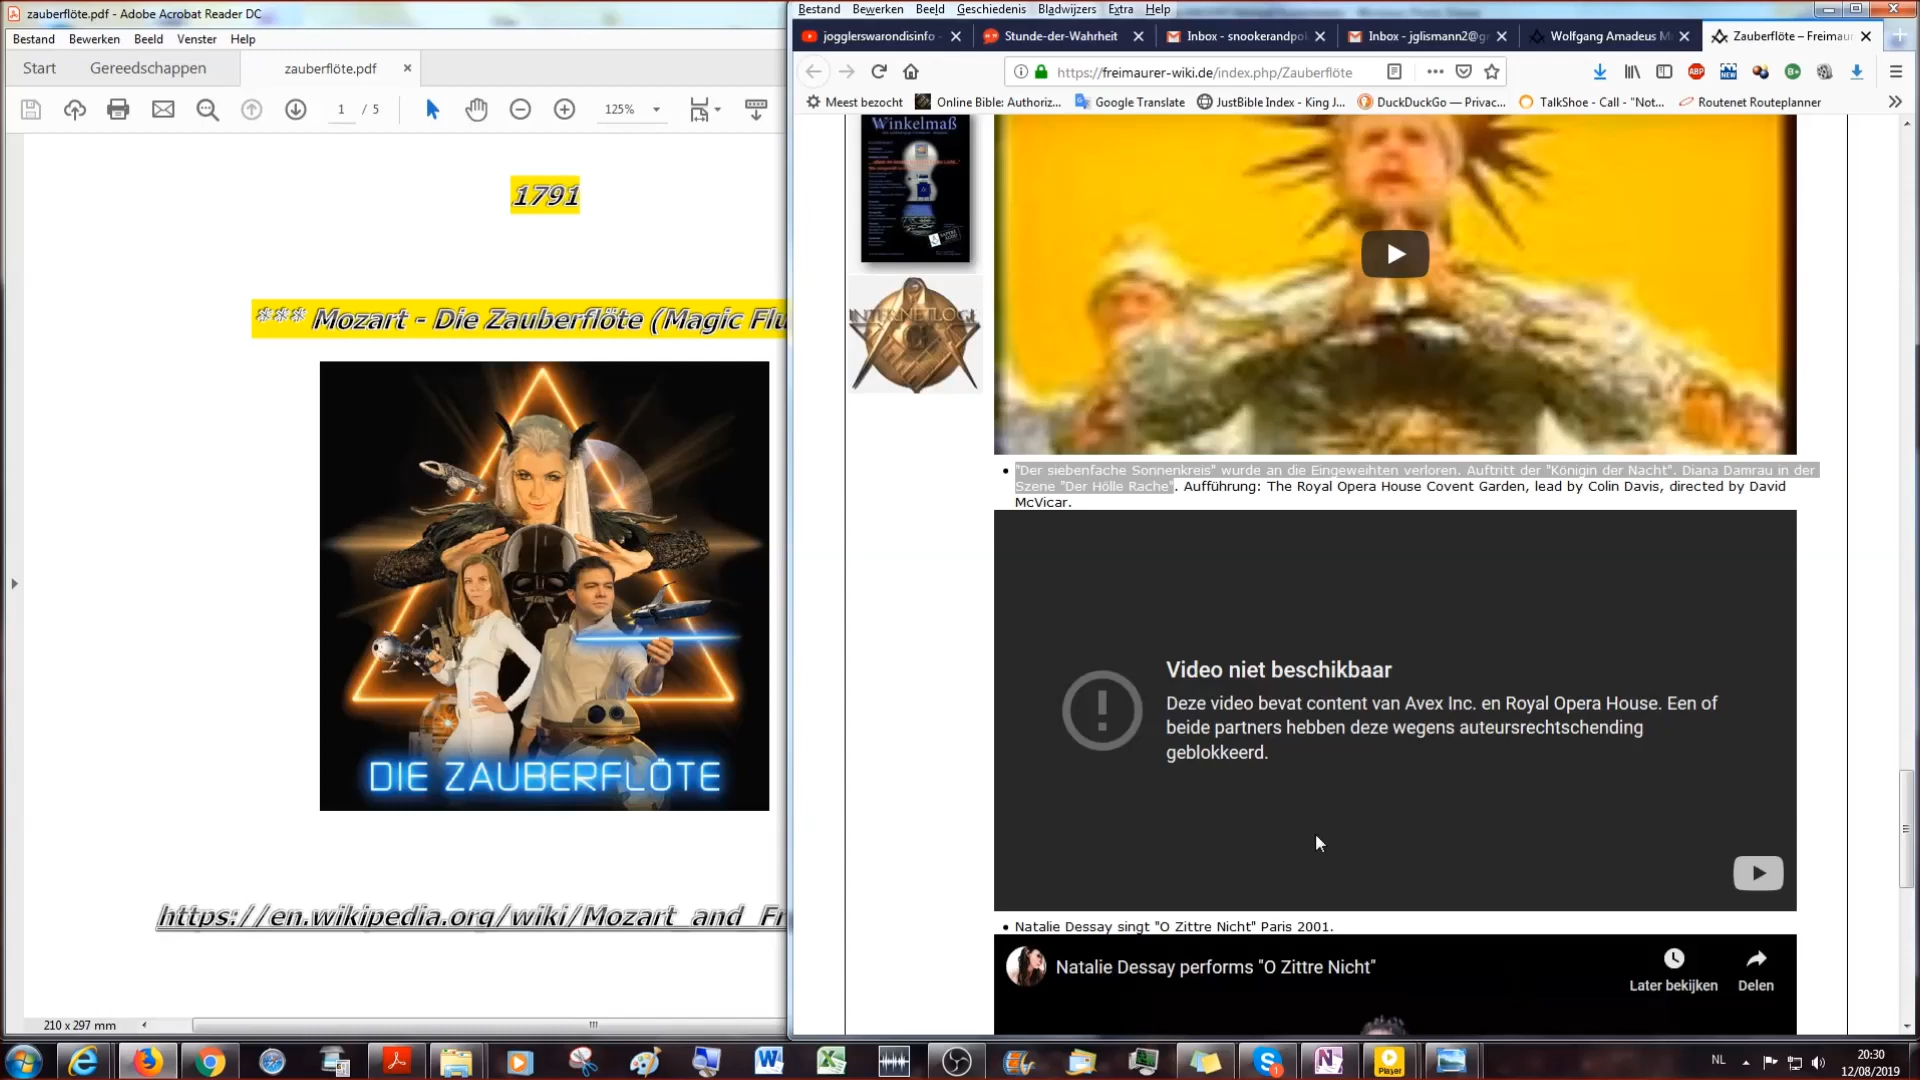 zauberflöte.pdf - Adobe Acrobat Reader DC
Bestand Bewerken Beeld Venster Help
Start Gereedschappen zauberflöte.pdf
1 / 5 125%
1791
*** Mozart - Die Zauberflöte (Magic Flu
DIE ZAUBERFLÖTE
https://en.wikipedia.org/wiki/Mozart_and_Fr
210 x 297 mm
Bestand Bewerken Beeld Geschiedenis Bladwijzers Extra Help
jogglerswarondisinfo - Stunde-der-Wahrheit Inbox - snookerandpo Inbox - jglismann2@g Wolfgang Amadeus M Zauberflöte – Freimaur
https://freimaurer-wiki.de/index.php/Zauberflöte
Meest bezocht Online Bible: Authoriz... Google Translate JustBible Index - King J... DuckDuckGo — Privac... TalkShoe - Call - "Not... Routenet Routeplanner
Winkelmaß
INTERNETLOGE
G
• "Der siebenfache Sonnenkreis" wurde an die Eingeweihten verloren. Auftritt der "Königin der Nacht". Diana Damrau in der
Szene "Der Hölle Rache". Aufführung: The Royal Opera House Covent Garden, lead by Colin Davis, directed by David
McVicar.
Video niet beschikbaar
Deze video bevat content van Avex Inc. en Royal Opera House. Een of
beide partners hebben deze wegens auteursrechtschending
geblokkeerd.
• Natalie Dessay singt "O Zittre Nicht" Paris 2001.
Natalie Dessay performs "O Zittre Nicht"
Later bekijken Delen
NL
20:30
12/08/2019